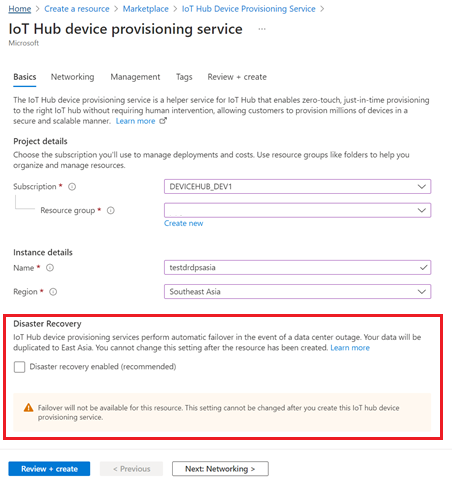 Home > Create a resource > Marketplace > IoT Hub Device Provisioning Service >
IoT Hub device provisioning service ...
Microsoft
Basics Networking Management Tags Review + create
The IoT Hub device provisioning service is a helper service for IoT Hub that enables zero-touch, just-in-time provisioning
to the right IoT hub without requiring human intervention, allowing customers to provision millions of devices in a
secure and scalable manner. Learn more
Project details
Choose the subscription you'll use to manage deployments and costs. Use resource groups like folders to help you
organize and manage resources.
Subscription * DEVICEHUB_DEV1
Resource group *
Create new
Instance details
Name * testdrdpsasia
Region * Southeast Asia
Disaster Recovery
IoT Hub device provisioning services perform automatic failover in the event of a data center outage. Your data will be
duplicated to East Asia. You cannot change this setting after the resource has been created. Learn more
Disaster recovery enabled (recommended)
Failover will not be available for this resource. This setting cannot be changed after you create this IoT hub device
provisioning service.
Review + create < Previous Next: Networking >